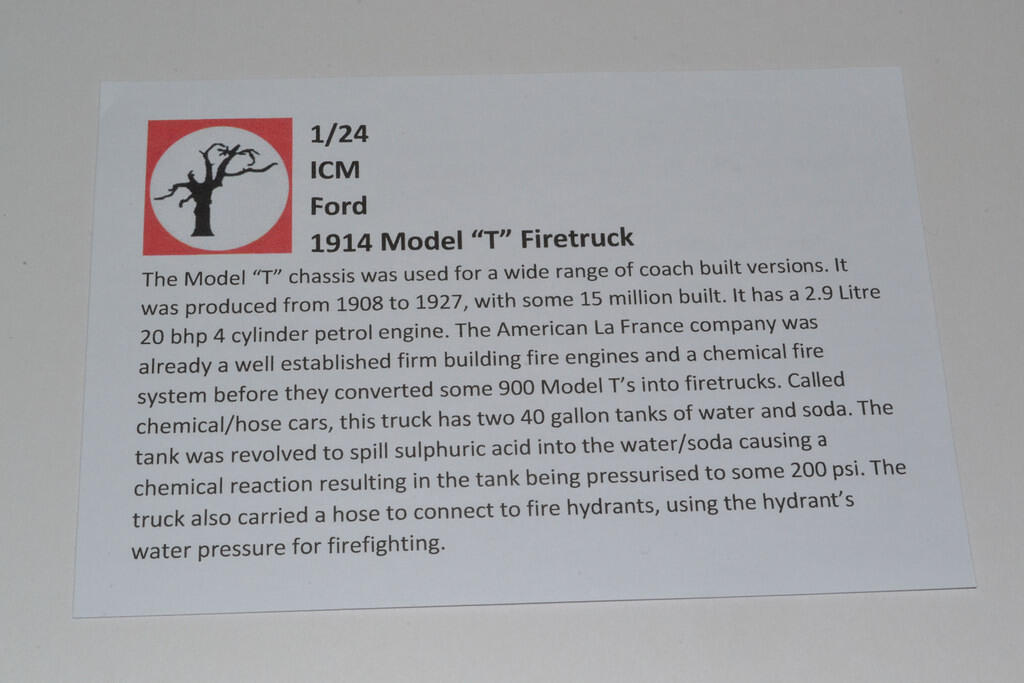 1/24
ICM
Ford
1914 Model “T” Firetruck
The Model “T” chassis was used for a wide range of coach built versions. It
was produced from 1908 to 1927, with some 15 million built. It has a 2.9 Litre
20 bhp 4 cylinder petrol engine. The American La France company was
already a well established firm building fire engines and a chemical fire
system before they converted some 900 Model T’s into firetrucks. Called
chemical/hose cars, this truck has two 40 gallon tanks of water and soda. The
tank was revolved to spill sulphuric acid into the water/soda causing a
chemical reaction resulting in the tank being pressurised to some 200 psi. The
truck also carried a hose to connect to fire hydrants, using the hydrant’s
water pressure for firefighting.